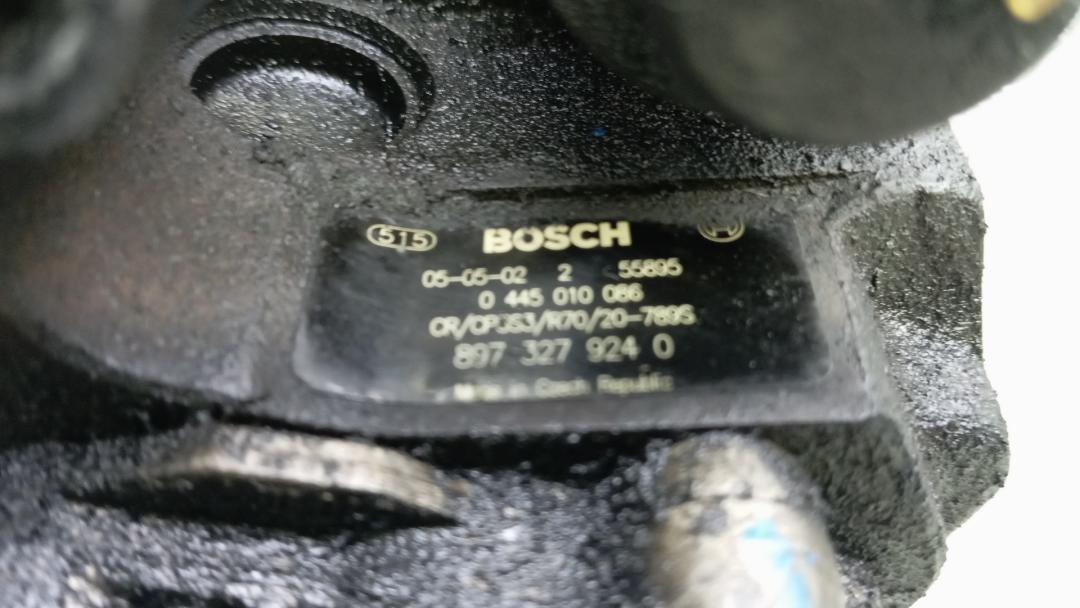 515 BOSCH
05-05-02 2 55895
0 445 010 086
CR/CP3S3/R70/20-789S
897 327 924 0
Made in Czech Republic